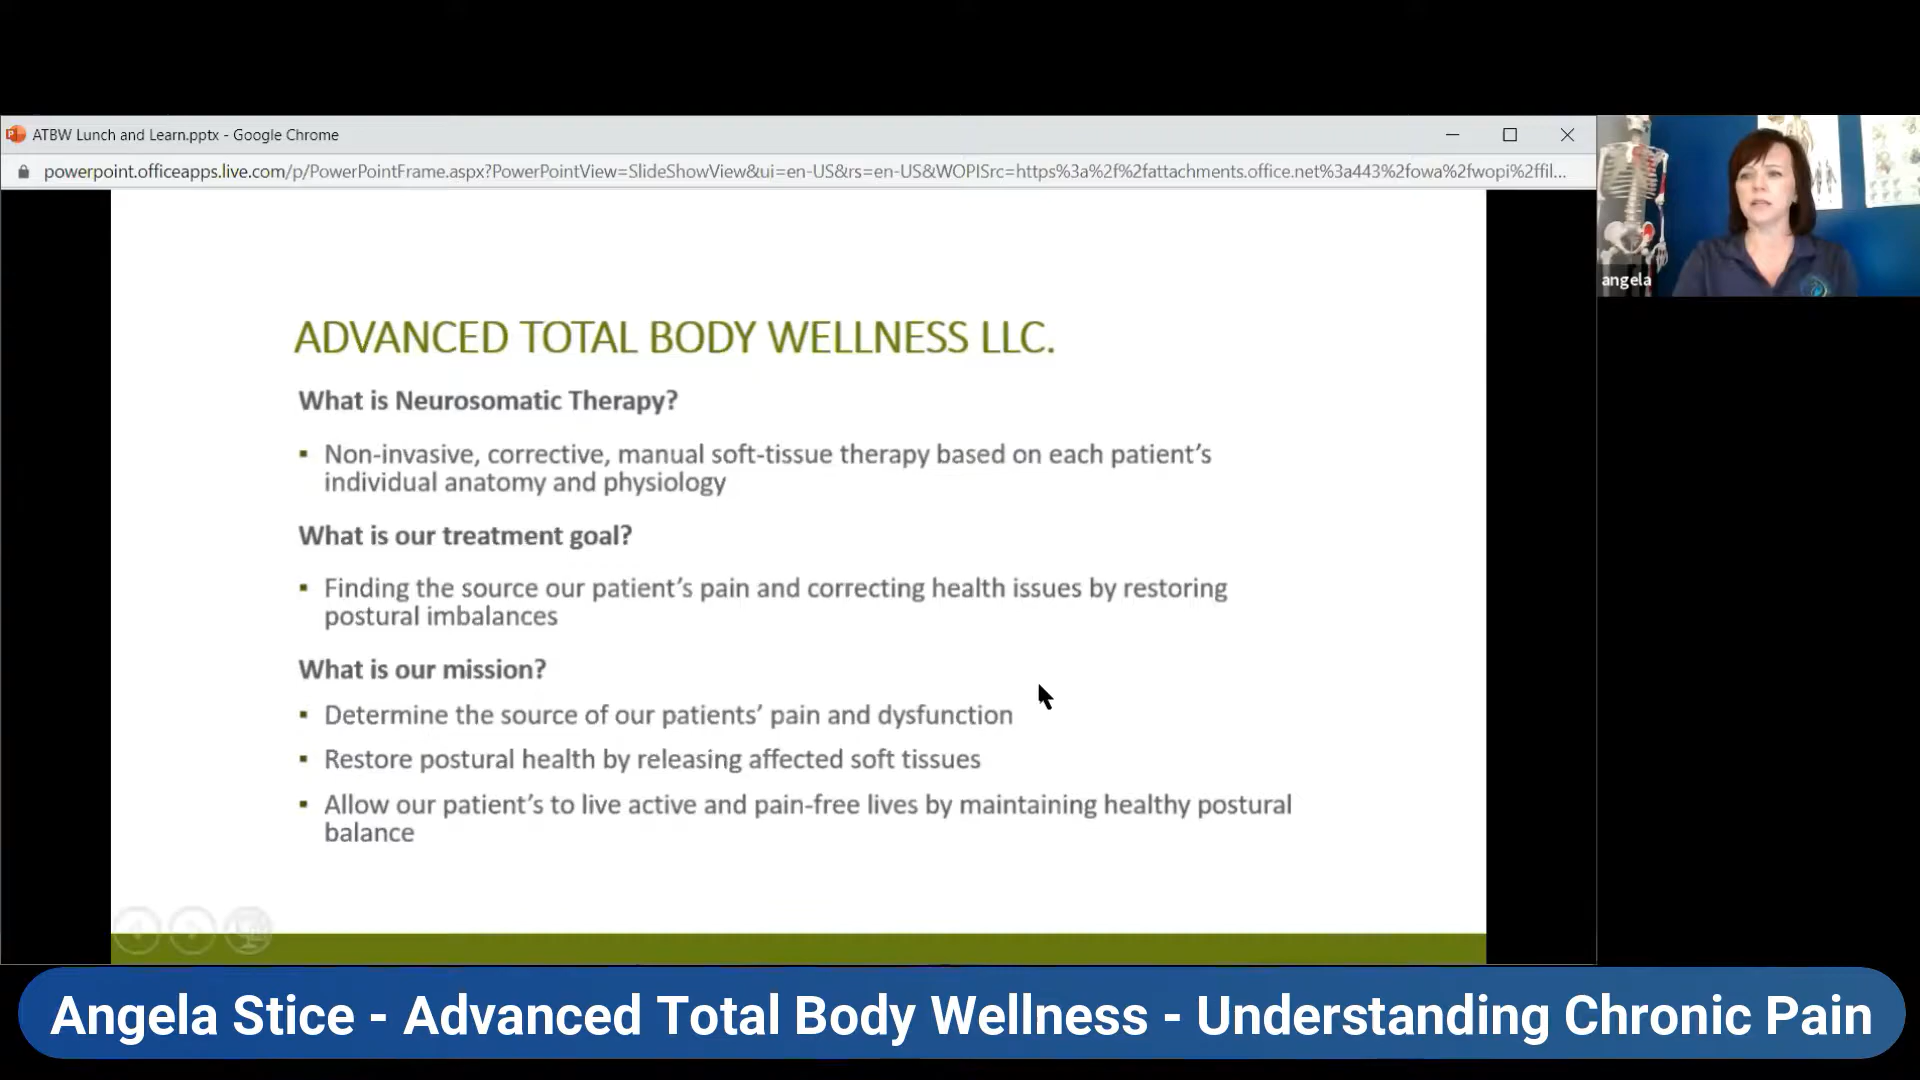 ATBW Lunch and Learn.pptx - Google Chrome
powerpoint.officeapps.live.com/p/PowerPointFrame.aspx?PowerPointView=SlideShowView&ui=en-US&rs=en-US&WOPISrc=https%3a%2f%2fattachments.office.net%3a443%2fowa%2fwopi%2ffil...
angela
ADVANCED TOTAL BODY WELLNESS LLC.
What is Neurosomatic Therapy?
▪ Non-invasive, corrective, manual soft-tissue therapy based on each patient’s
individual anatomy and physiology
What is our treatment goal?
▪ Finding the source our patient’s pain and correcting health issues by restoring
postural imbalances
What is our mission?
▪ Determine the source of our patients’ pain and dysfunction
▪ Restore postural health by releasing affected soft tissues
▪ Allow our patient’s to live active and pain-free lives by maintaining healthy postural
balance
Angela Stice - Advanced Total Body Wellness - Understanding Chronic Pain